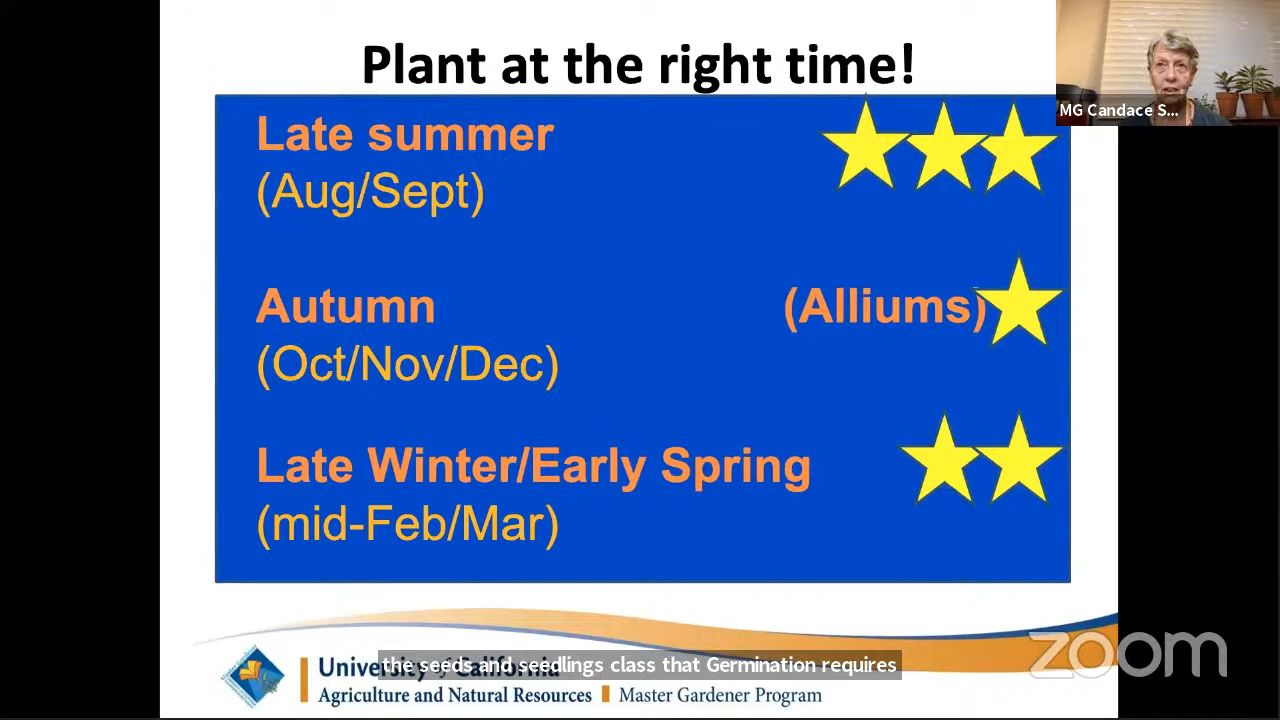 Plant at the right time!
MG Candace S...
Late summer
(Aug/Sept)
Autumn (Alliums)
(Oct/Nov/Dec)
Late Winter/Early Spring
(mid-Feb/Mar)
the seeds and seedlings class that Germination requires
University of California
Agriculture and Natural Resources Master Gardener Program
zoom